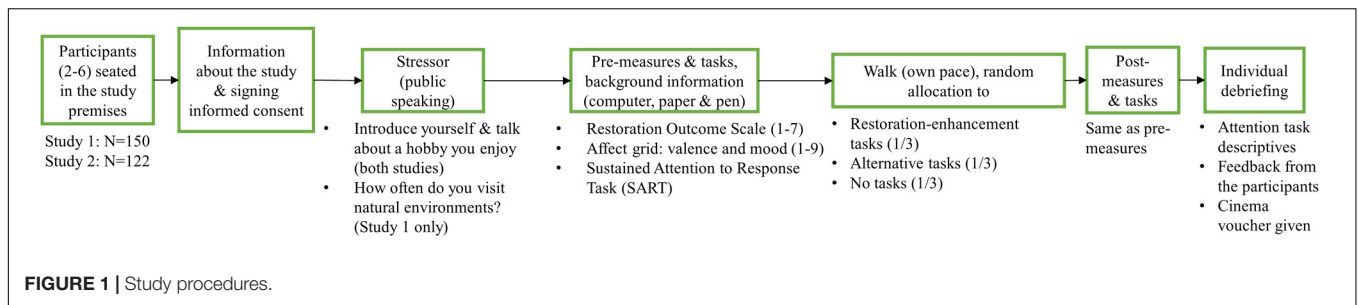 Participants
(2-6) seated
in the study
premises
Study 1: N=150
Study 2: N=122
Information
about the study
& signing
informed consent
Stressor
(public
speaking)
• Introduce yourself & talk
about a hobby you enjoy
(both studies)
• How often do you visit
natural environments?
(Study 1 only)
Pre-measures & tasks,
background information
(computer, paper & pen)
• Restoration Outcome Scale (1-7)
• Affect grid: valence and mood (1-9)
• Sustained Attention to Response
Task (SART)
Walk (own pace), random
allocation to
• Restoration-enhancement
tasks (1/3)
• Alternative tasks (1/3)
• No tasks (1/3)
Post-
measures
& tasks
Same as pre-
measures
Individual
debriefing
• Attention task
descriptives
• Feedback from
the participants
• Cinema
voucher given
FIGURE 1 | Study procedures.